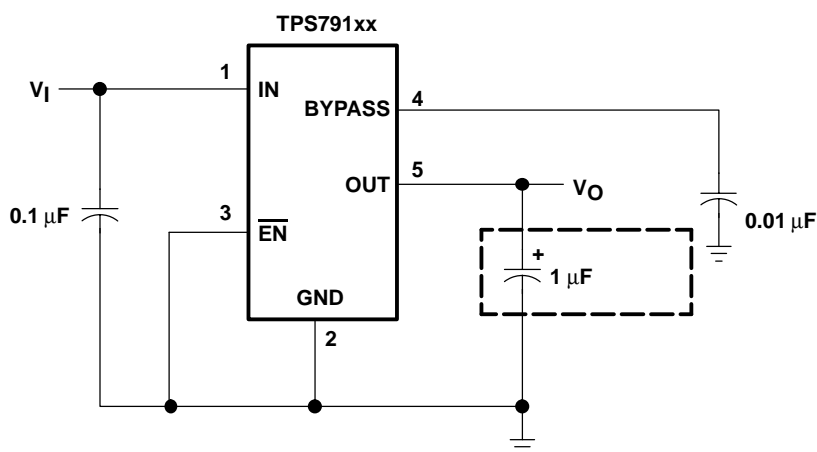 TPS791xx
1
VI
IN
BYPASS
4
5
OUT
VO
0.1 μF
3
EN
0.01 μF
+
1 μF
GND
2